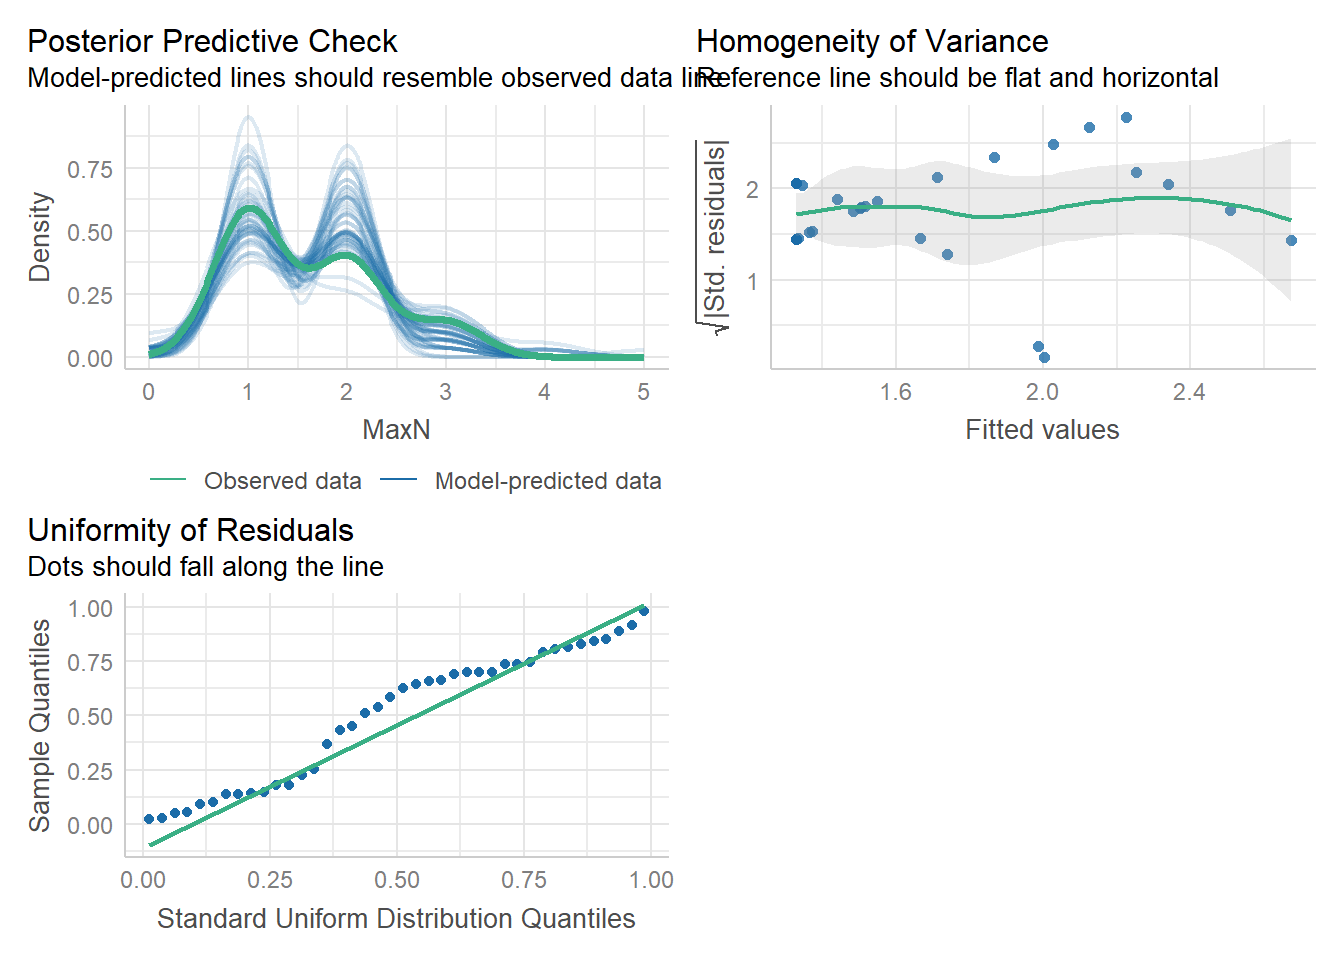 Posterior Predictive Check
Model-predicted lines should resemble observed data line
0.75
0.50
0.25
0.00
Density
0 1 2 3 4 5
MaxN
Observed data Model-predicted data
Homogeneity of Variance
Reference line should be flat and horizontal
2
1
√|Std. residuals|
1.6 2.0 2.4
Fitted values
Uniformity of Residuals
Dots should fall along the line
1.00
0.75
0.50
0.25
0.00
Sample Quantiles
0.00 0.25 0.50 0.75 1.00
Standard Uniform Distribution Quantiles